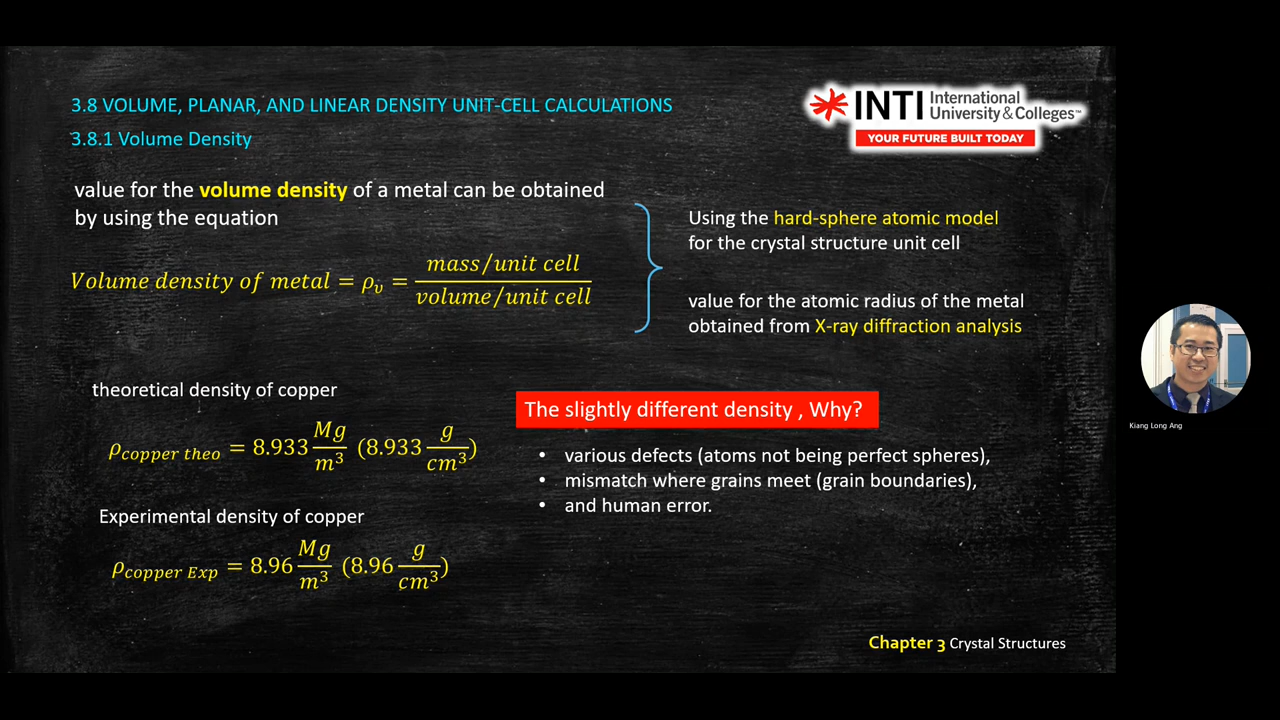 3.8 VOLUME, PLANAR, AND LINEAR DENSITY UNIT-CELL CALCULATIONS
3.8.1 Volume Density
INTI International University & Colleges™
YOUR FUTURE BUILT TODAY
value for the volume density of a metal can be obtained
by using the equation
Volume density of metal = ρᵥ = mass/unit cell / volume/unit cell
Using the hard-sphere atomic model
for the crystal structure unit cell
value for the atomic radius of the metal
obtained from X-ray diffraction analysis
theoretical density of copper
ρcopper theo = 8.933 Mg/m³ (8.933 g/cm³)
Experimental density of copper
ρcopper Exp = 8.96 Mg/m³ (8.96 g/cm³)
The slightly different density , Why?
• various defects (atoms not being perfect spheres),
• mismatch where grains meet (grain boundaries),
• and human error.
Chapter 3 Crystal Structures
Kiang Long Ang